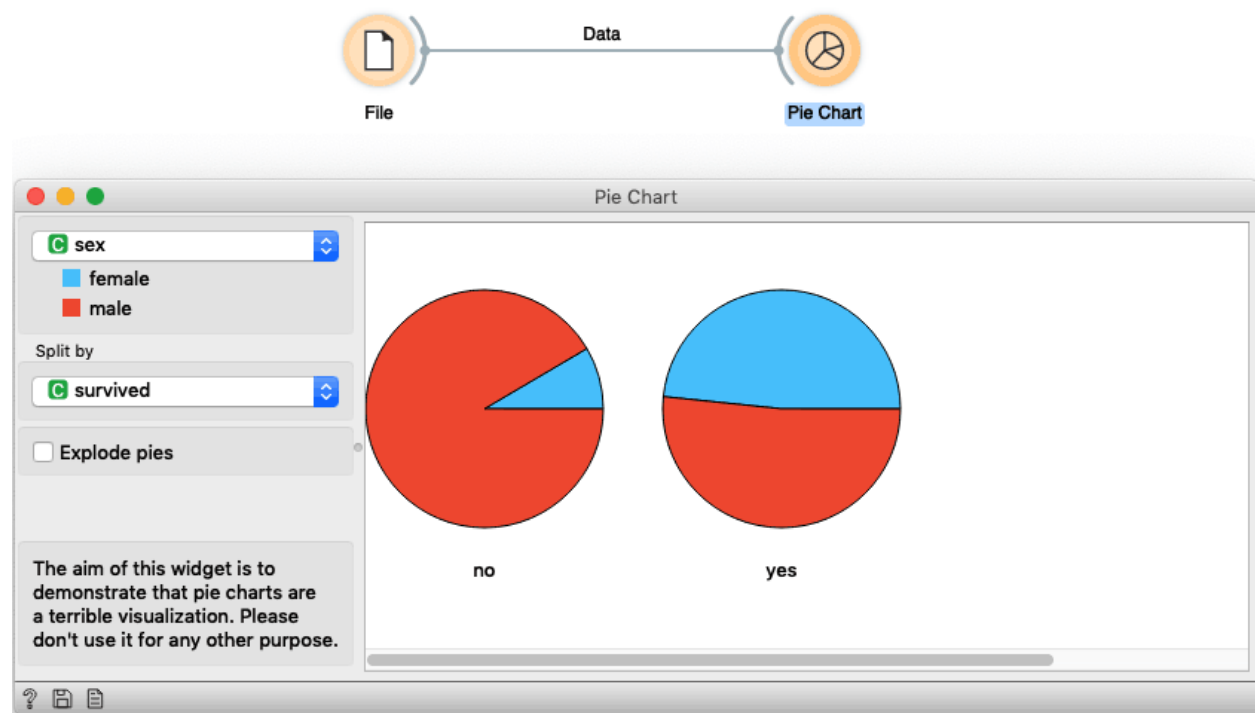 Data
File
Pie Chart
Pie Chart
C sex
female
male
Split by
C survived
Explode pies
The aim of this widget is to
demonstrate that pie charts are
a terrible visualization. Please
don't use it for any other purpose.
no
yes
?